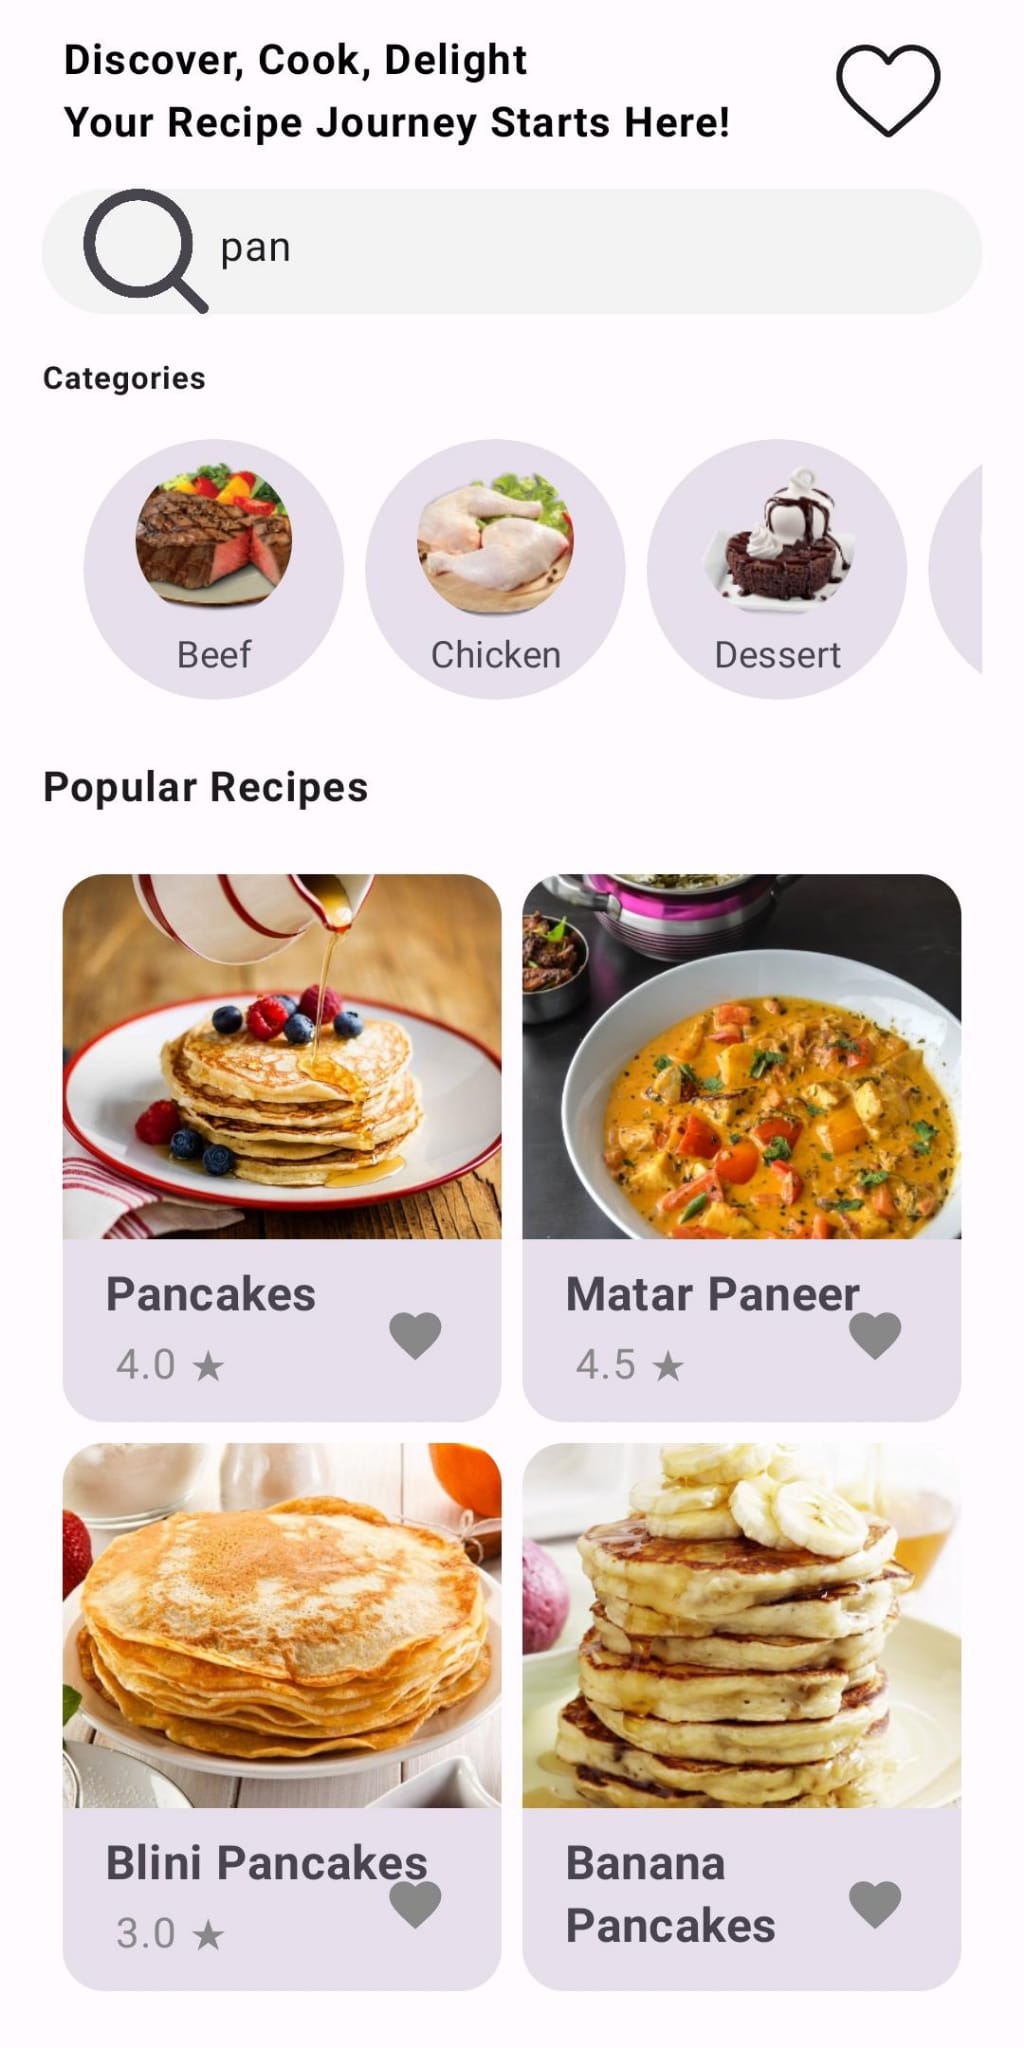 Discover, Cook, Delight
Your Recipe Journey Starts Here!
pan
Categories
Beef
Chicken
Dessert
Popular Recipes
Pancakes
4.0 ★
Matar Paneer
4.5 ★
Blini Pancakes
3.0 ★
Banana
Pancakes